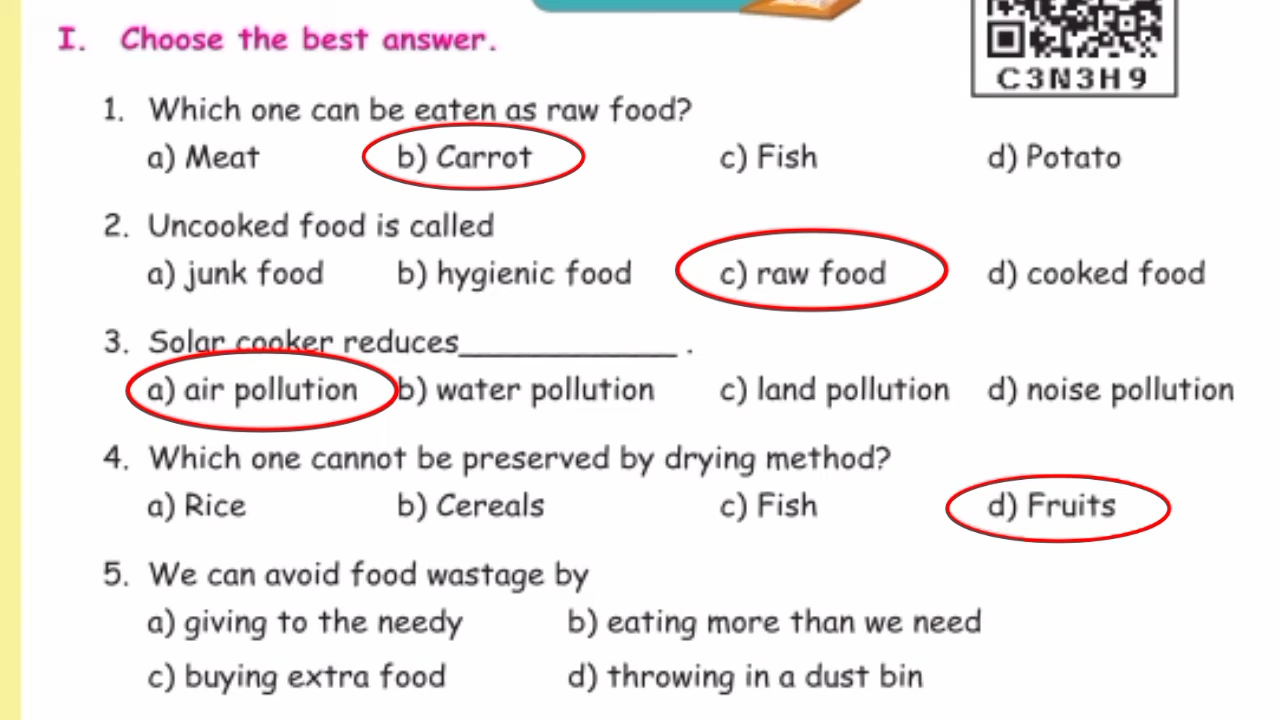 I. Choose the best answer.
C3N3H9
1. Which one can be eaten as raw food?
a) Meat b) Carrot c) Fish d) Potato
2. Uncooked food is called
a) junk food b) hygienic food c) raw food d) cooked food
3. Solar cooker reduces____________ .
a) air pollution b) water pollution c) land pollution d) noise pollution
4. Which one cannot be preserved by drying method?
a) Rice b) Cereals c) Fish d) Fruits
5. We can avoid food wastage by
a) giving to the needy b) eating more than we need
c) buying extra food d) throwing in a dust bin